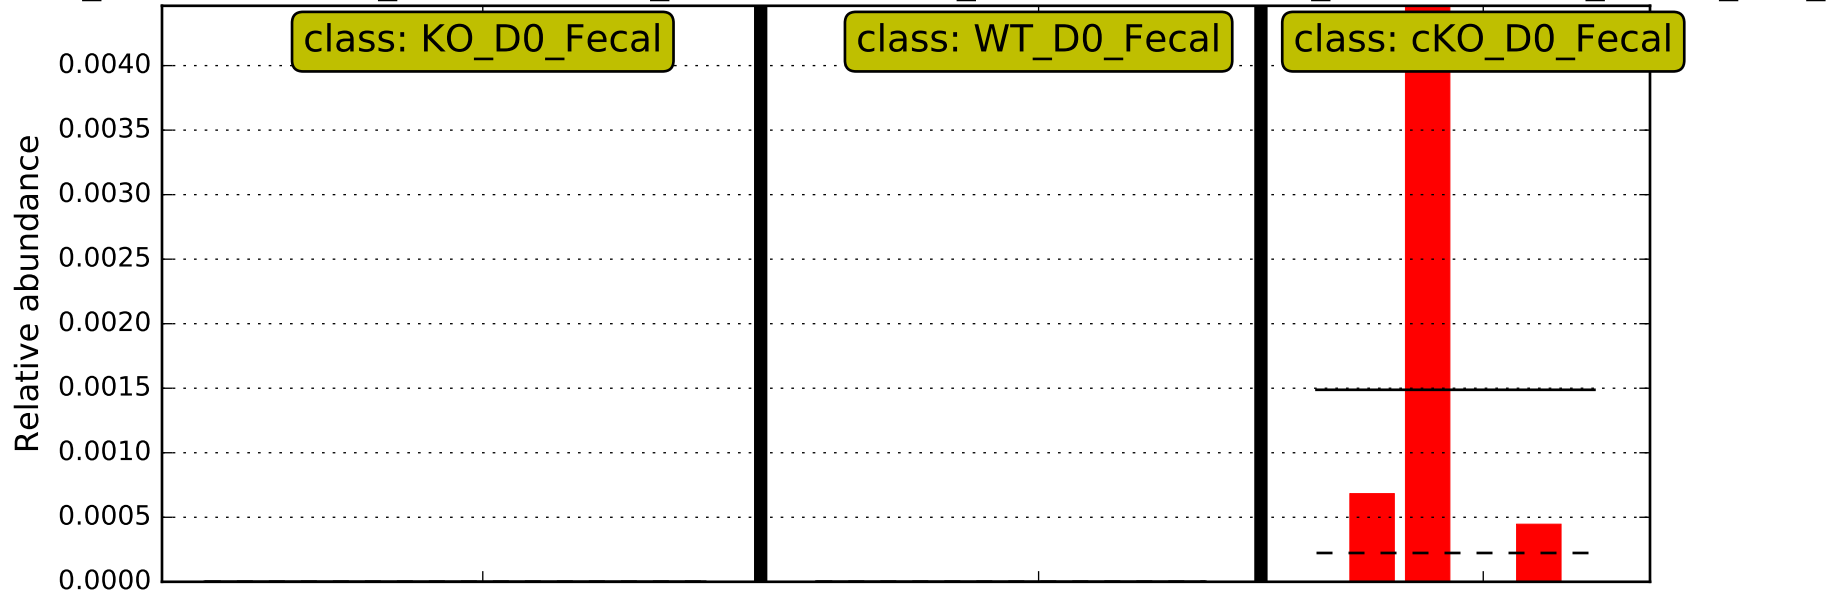 class: KO_D0_Fecal
class: WT_D0_Fecal
class: cKO_D0_Fecal
Relative abundance
0.0040
0.0035
0.0030
0.0025
0.0020
0.0015
0.0010
0.0005
0.0000